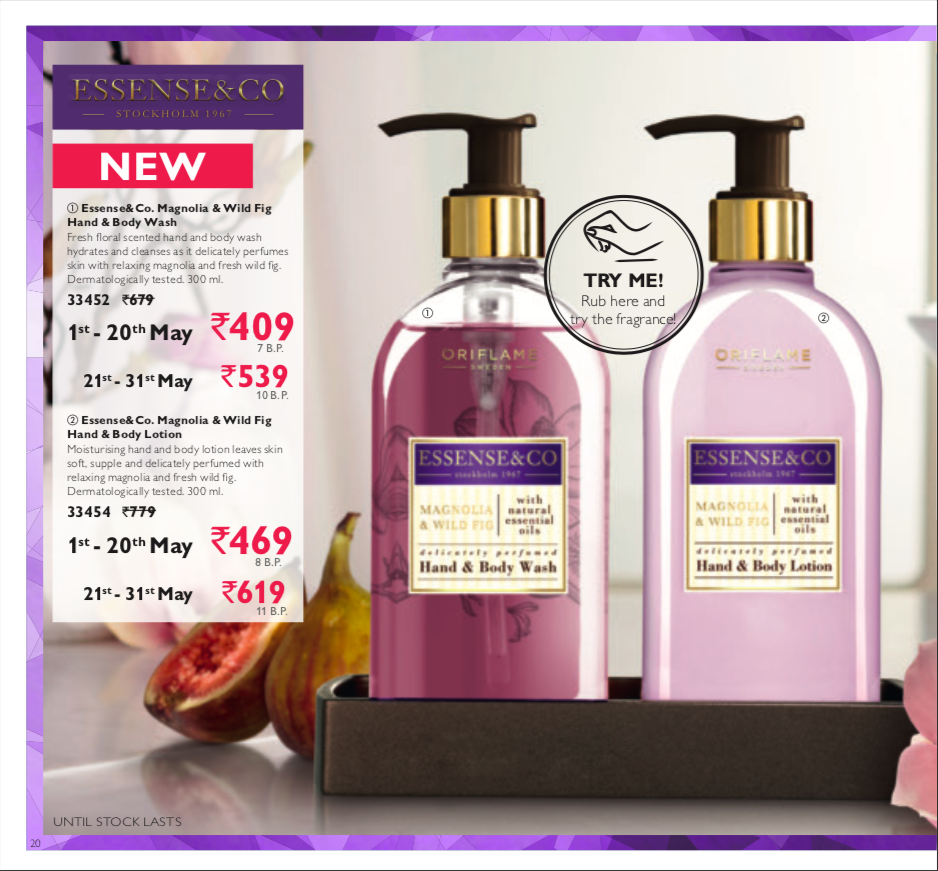 ESSENSE&CO
STOCKHOLM 1967
NEW
① Essense&Co. Magnolia & Wild Fig
Hand & Body Wash
Fresh floral scented hand and body wash
hydrates and cleanses as it delicately perfumes
skin with relaxing magnolia and fresh wild fig.
Dermatologically tested. 300 ml.
33452 ₹679
1st - 20th May ₹409
7 B.P.
21st - 31st May ₹539
10 B.P.
② Essense&Co. Magnolia & Wild Fig
Hand & Body Lotion
Moisturising hand and body lotion leaves skin
soft, supple and delicately perfumed with
relaxing magnolia and fresh wild fig.
Dermatologically tested. 300 ml.
33454 ₹779
1st - 20th May ₹469
8 B.P.
21st - 31st May ₹619
11 B.P.
TRY ME!
Rub here and
try the fragrance!
①
ORIFLAME
SWEDEN
ESSENSE&CO
stockholm 1967
MAGNOLIA
& WILD FIG
with
natural
essential
oils
delicately perfumed
Hand & Body Wash
②
ORIFLAME
SWEDEN
ESSENSE&CO
stockholm 1967
MAGNOLIA
& WILD FIG
with
natural
essential
oils
delicately perfumed
Hand & Body Lotion
UNTIL STOCK LASTS
20